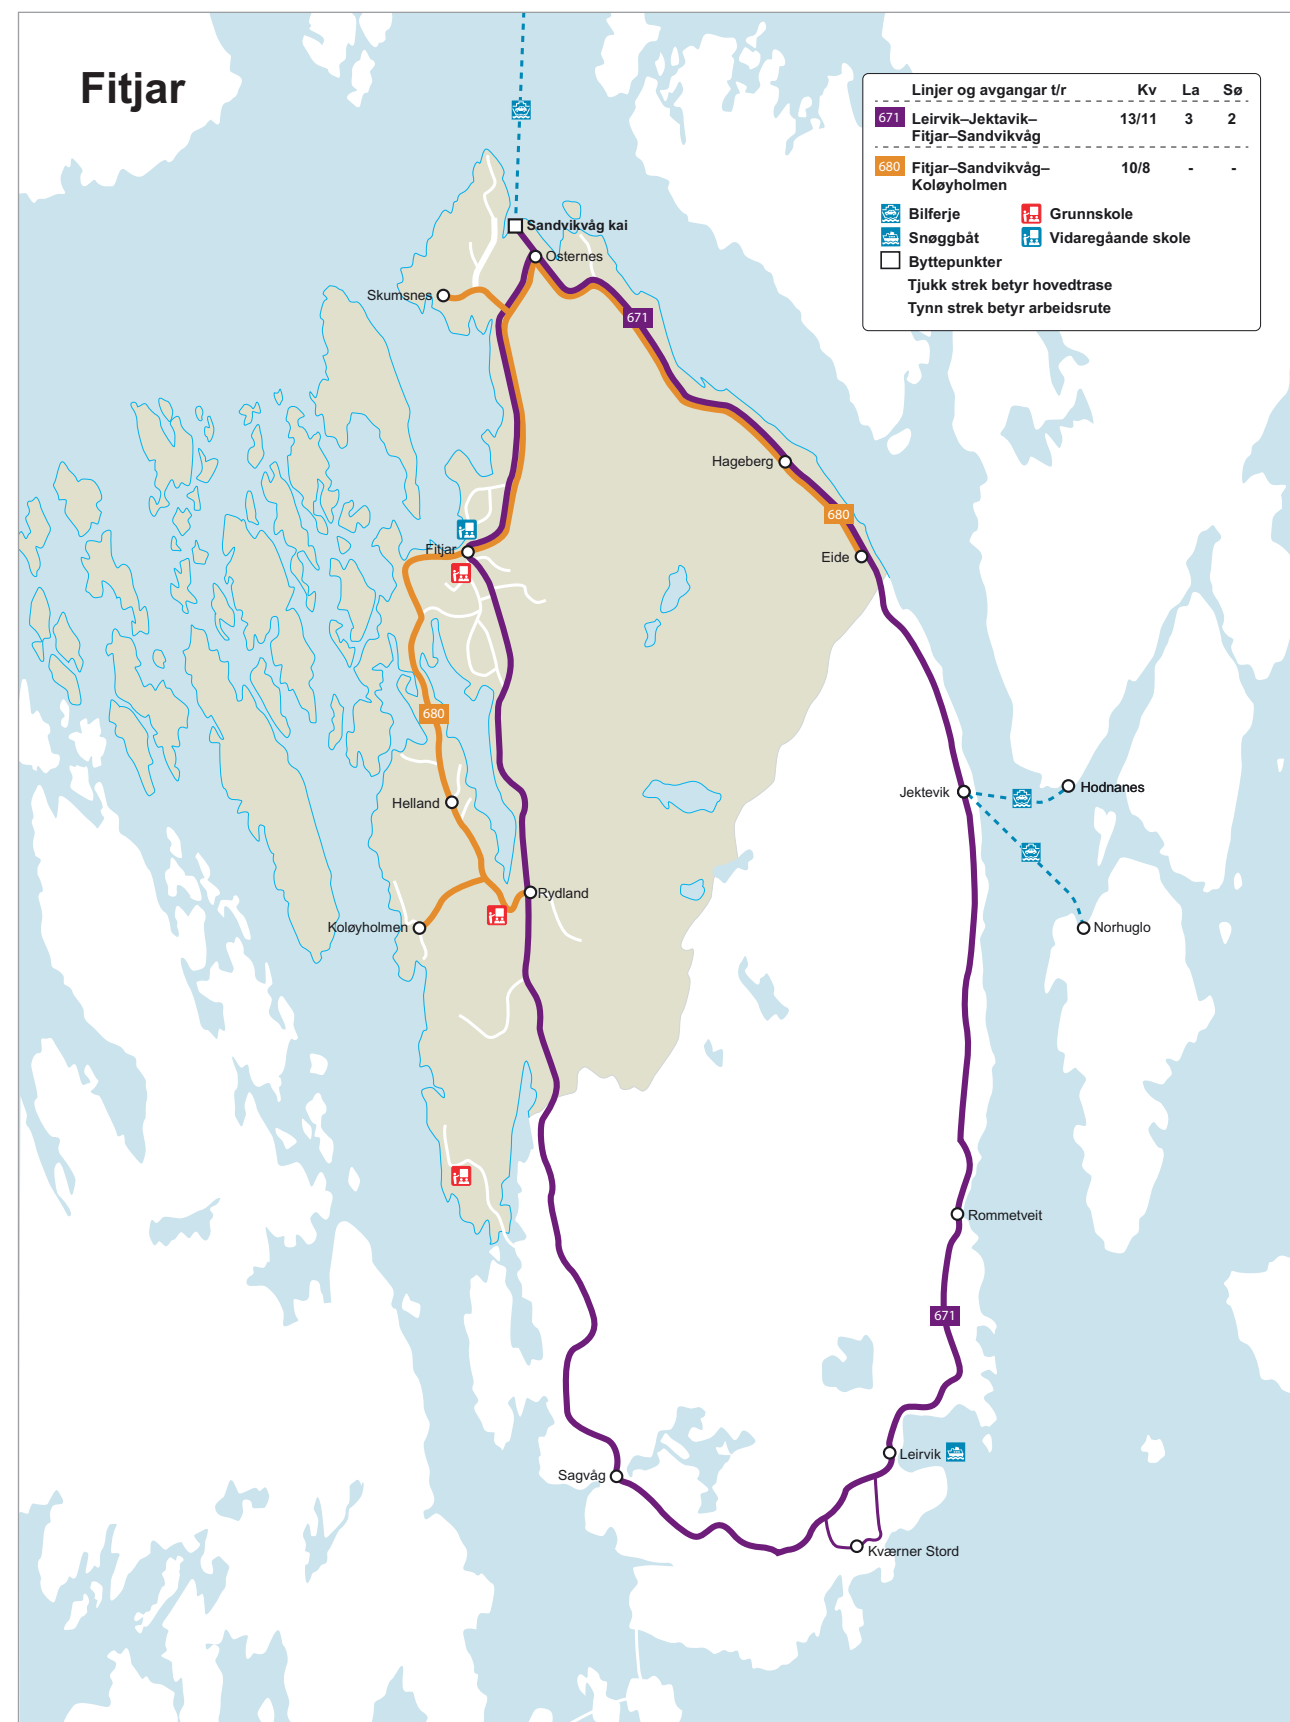 Fitjar
Linjer og avgangar t/r Kv La Sø
671 Leirvik–Jektavik– 13/11 3 2
Fitjar–Sandvikvåg
680 Fitjar–Sandvikvåg– 10/8 - -
Koløyholmen
Bilferje Grunnskole
Snøggbåt Vidaregåande skole
Byttepunkter
Tjukk strek betyr hovedtrase
Tynn strek betyr arbeidsrute
Sandvikvåg kai
Osternes
Skumsnes
671
Hageberg
680
Fitjar
Eide
680
Jektevik
Hodnanes
Helland
Rydland
Koløyholmen
Norhuglo
Rommetveit
671
Leirvik
Sagvåg
Kværner Stord